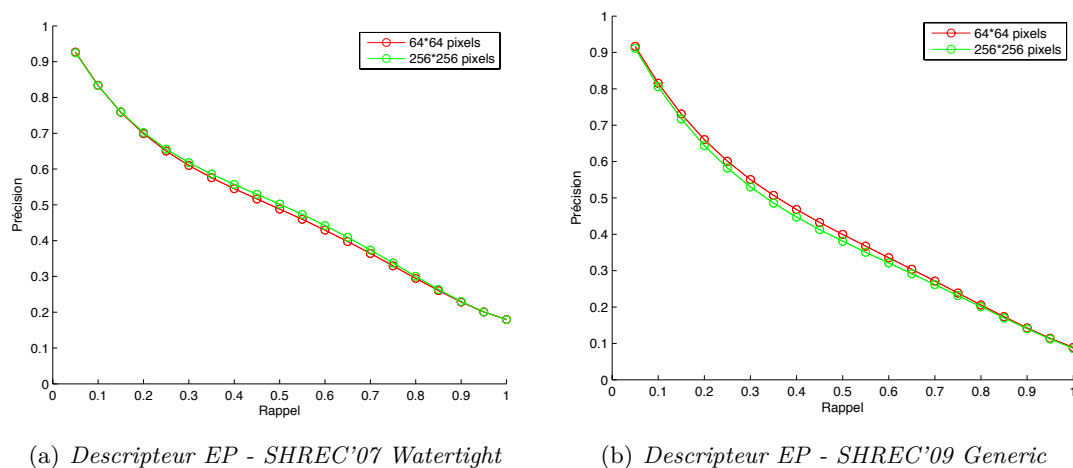 64*64 pixels
256*256 pixels
1
0.9
0.8
0.7
0.6
0.5
0.4
0.3
0.2
0.1
0
Précision
0.1 0.2 0.3 0.4 0.5 0.6 0.7 0.8 0.9 1
Rappel
(a) Descripteur EP - SHREC'07 Watertight
64*64 pixels
256*256 pixels
1
0.9
0.8
0.7
0.6
0.5
0.4
0.3
0.2
0.1
0
Précision
0.1 0.2 0.3 0.4 0.5 0.6 0.7 0.8 0.9 1
Rappel
(b) Descripteur EP - SHREC'09 Generic